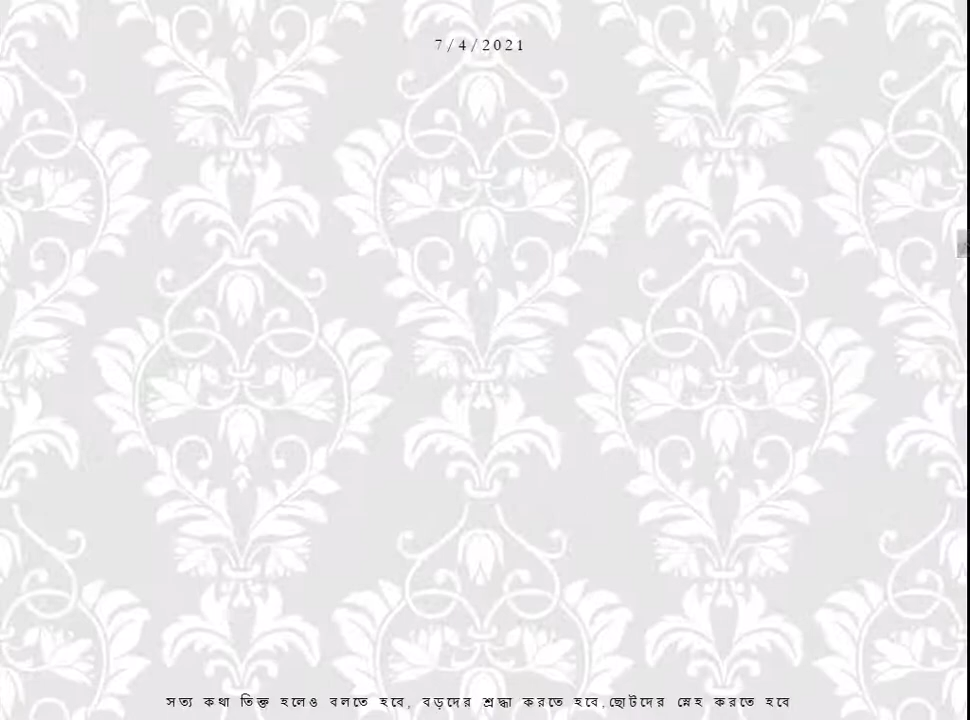 7/4/2021
সত্য কথা তিক্ত হলেও বলতে হবে, বড়দের শ্রদ্ধা করতে হবে,ছোটদের স্নেহ করতে হবে